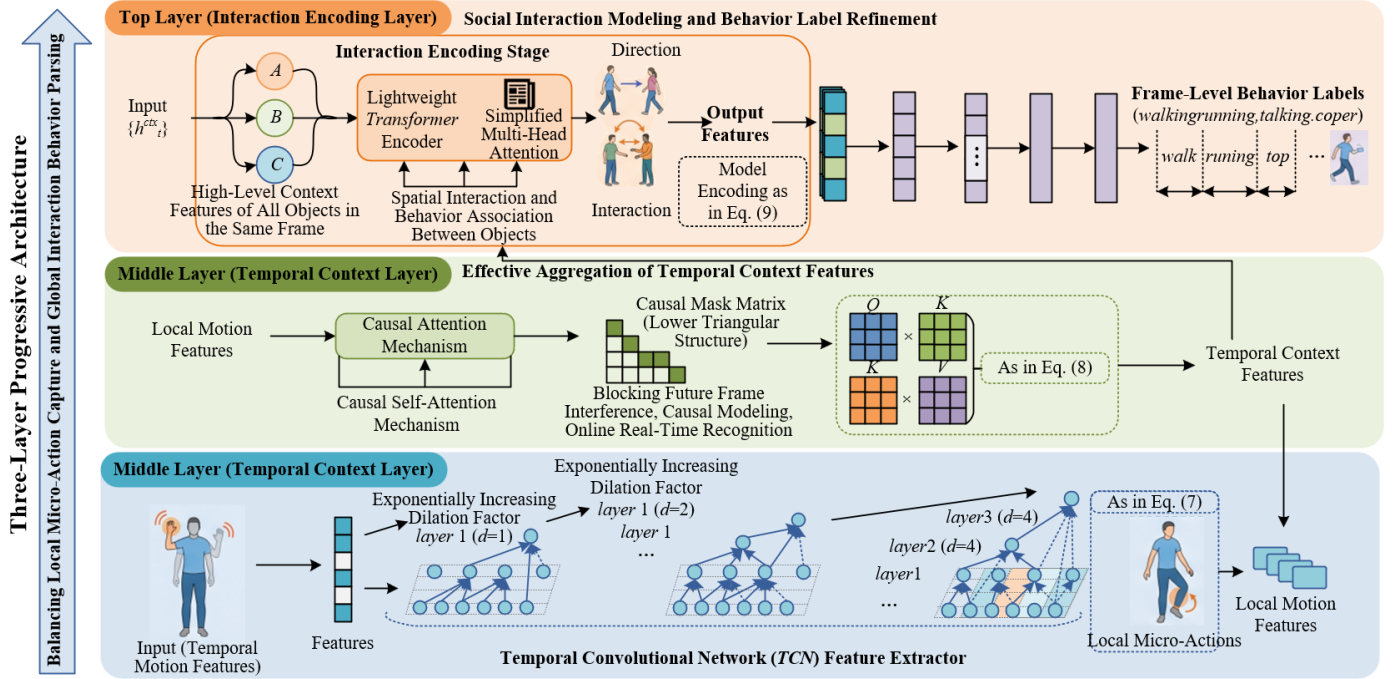 Three-Layer Progressive Architecture
Balancing Local Micro-Action Capture and Global Interaction Behavior Parsing
Top Layer (Interaction Encoding Layer)
Social Interaction Modeling and Behavior Label Refinement
Interaction Encoding Stage
Input
{h^{ctx}_t}
A
B
C
High-Level Context
Features of All Objects in
the Same Frame
Lightweight
Transformer
Encoder
Simplified
Multi-Head
Attention
Spatial Interaction and
Behavior Association
Between Objects
Direction
Interaction
Output
Features
Model
Encoding as
in Eq. (9)
...
Frame-Level Behavior Labels
(walkingrunning,talking.coper)
walk
runing
top
...
Middle Layer (Temporal Context Layer)
Effective Aggregation of Temporal Context Features
Local Motion
Features
Causal Attention
Mechanism
Causal Self-Attention
Mechanism
Causal Mask Matrix
(Lower Triangular
Structure)
Blocking Future Frame
Interference, Causal Modeling,
Online Real-Time Recognition
Q
×
K
K
×
V
As in Eq. (8)
Temporal Context
Features
Middle Layer (Temporal Context Layer)
Input (Temporal
Motion Features)
Features
Exponentially Increasing
Dilation Factor
layer 1 (d=1)
Exponentially Increasing
Dilation Factor
layer 1 (d=2)
layer 1
...
layer3 (d=4)
layer2 (d=4)
layer1
...
As in Eq. (7)
Local Micro-Actions
Local Motion
Features
Temporal Convolutional Network (TCN) Feature Extractor